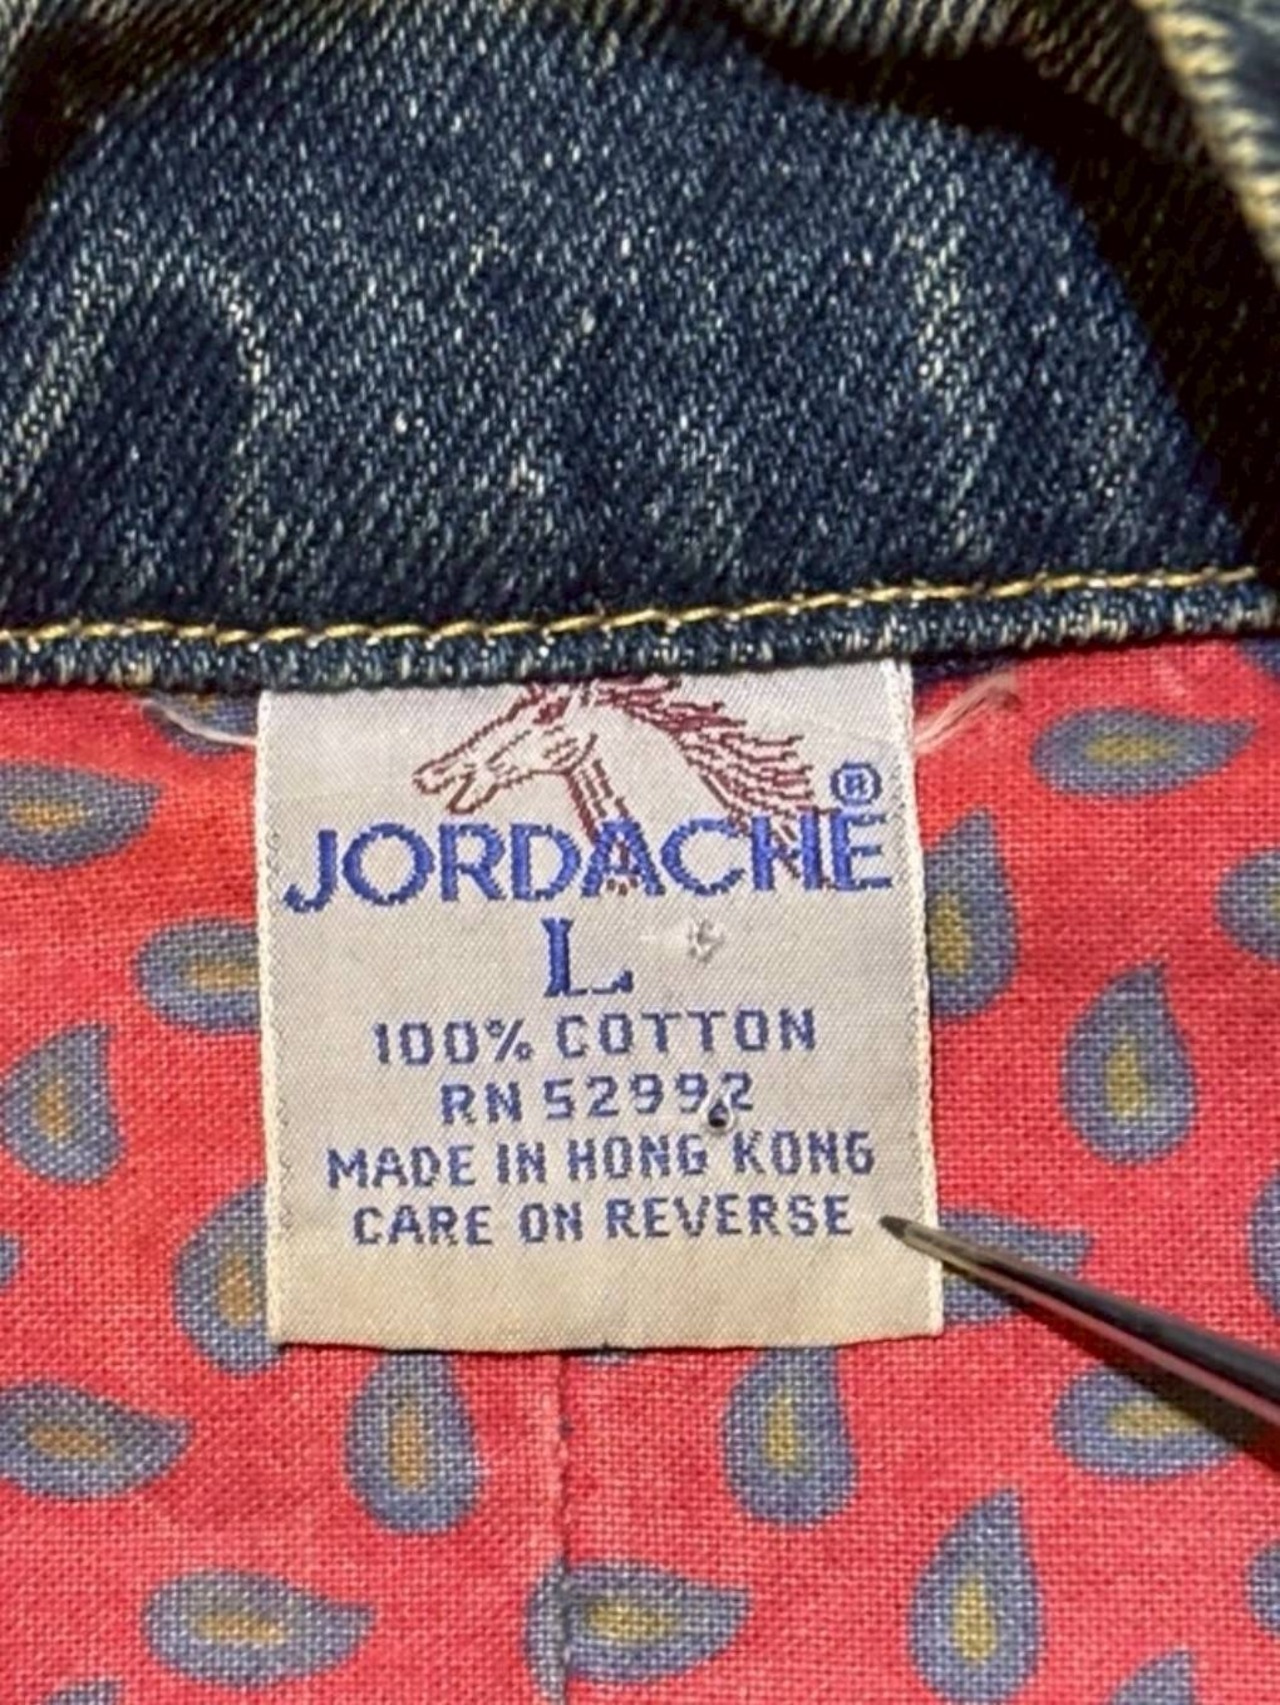 JORDACHE®
L
100% COTTON
RN 52992
MADE IN HONG KONG
CARE ON REVERSE